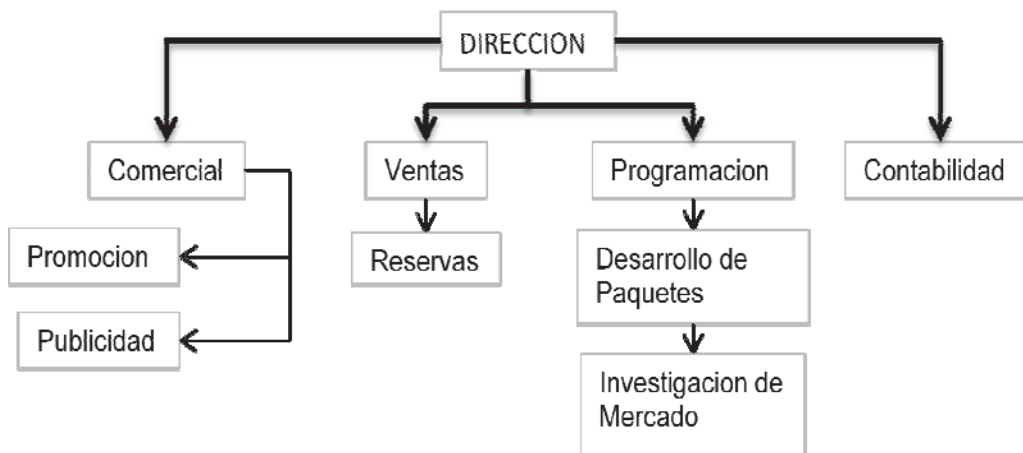 DIRECCION
Comercial
Ventas
Programacion
Contabilidad
Promocion
Reservas
Desarrollo de
Paquetes
Publicidad
Investigacion de
Mercado